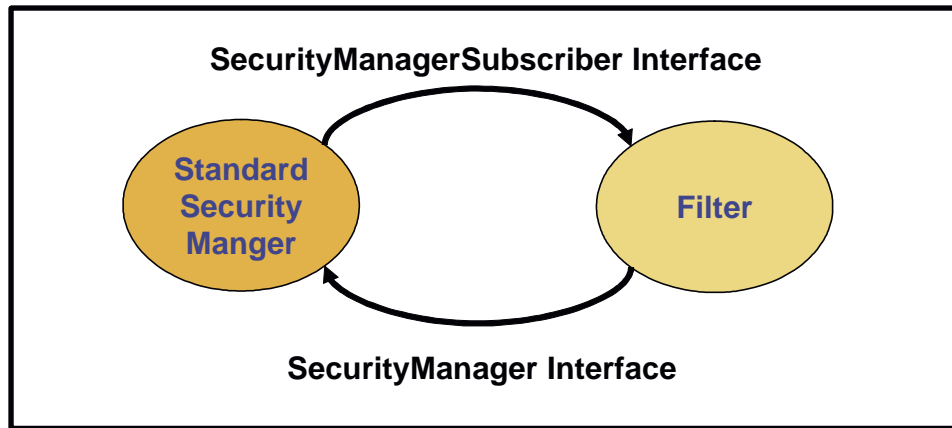 SecurityManagerSubscriber Interface
Standard
Security
Manger
Filter
SecurityManager Interface